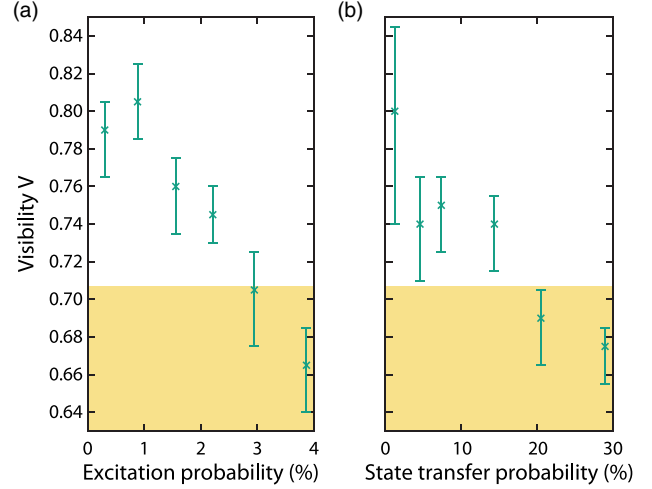 (a)
(b)
Visibility V
0.84
0.82
0.80
0.78
0.76
0.74
0.72
0.70
0.68
0.66
0.64
0 1 2 3 4
0 10 20 30
Excitation probability (%)
State transfer probability (%)